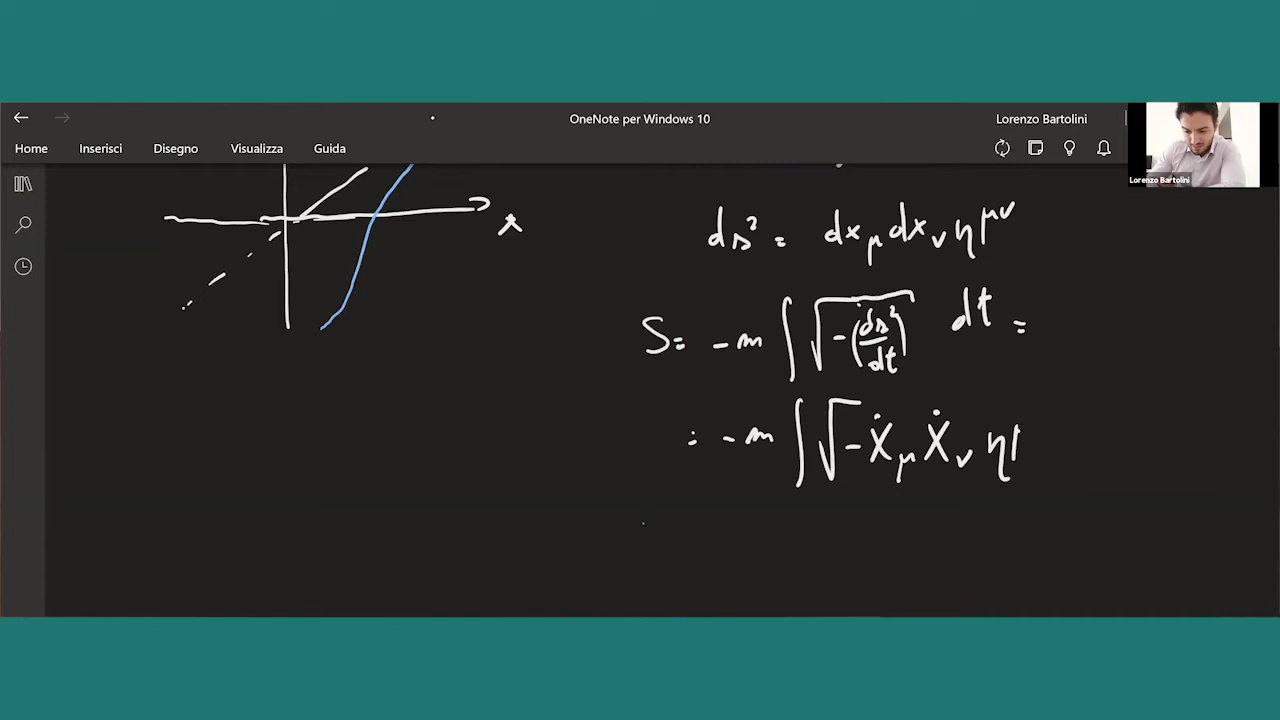 OneNote per Windows 10
Lorenzo Bartolini
Home Inserisci Disegno Visualizza Guida
Lorenzo Bartolini
x
ds² = dx_μ dx_ν η^{μν}
S = -m ∫ √(-(ds²/dt)) dt =
= -m ∫ √-Ẋ_μ Ẋ_ν η